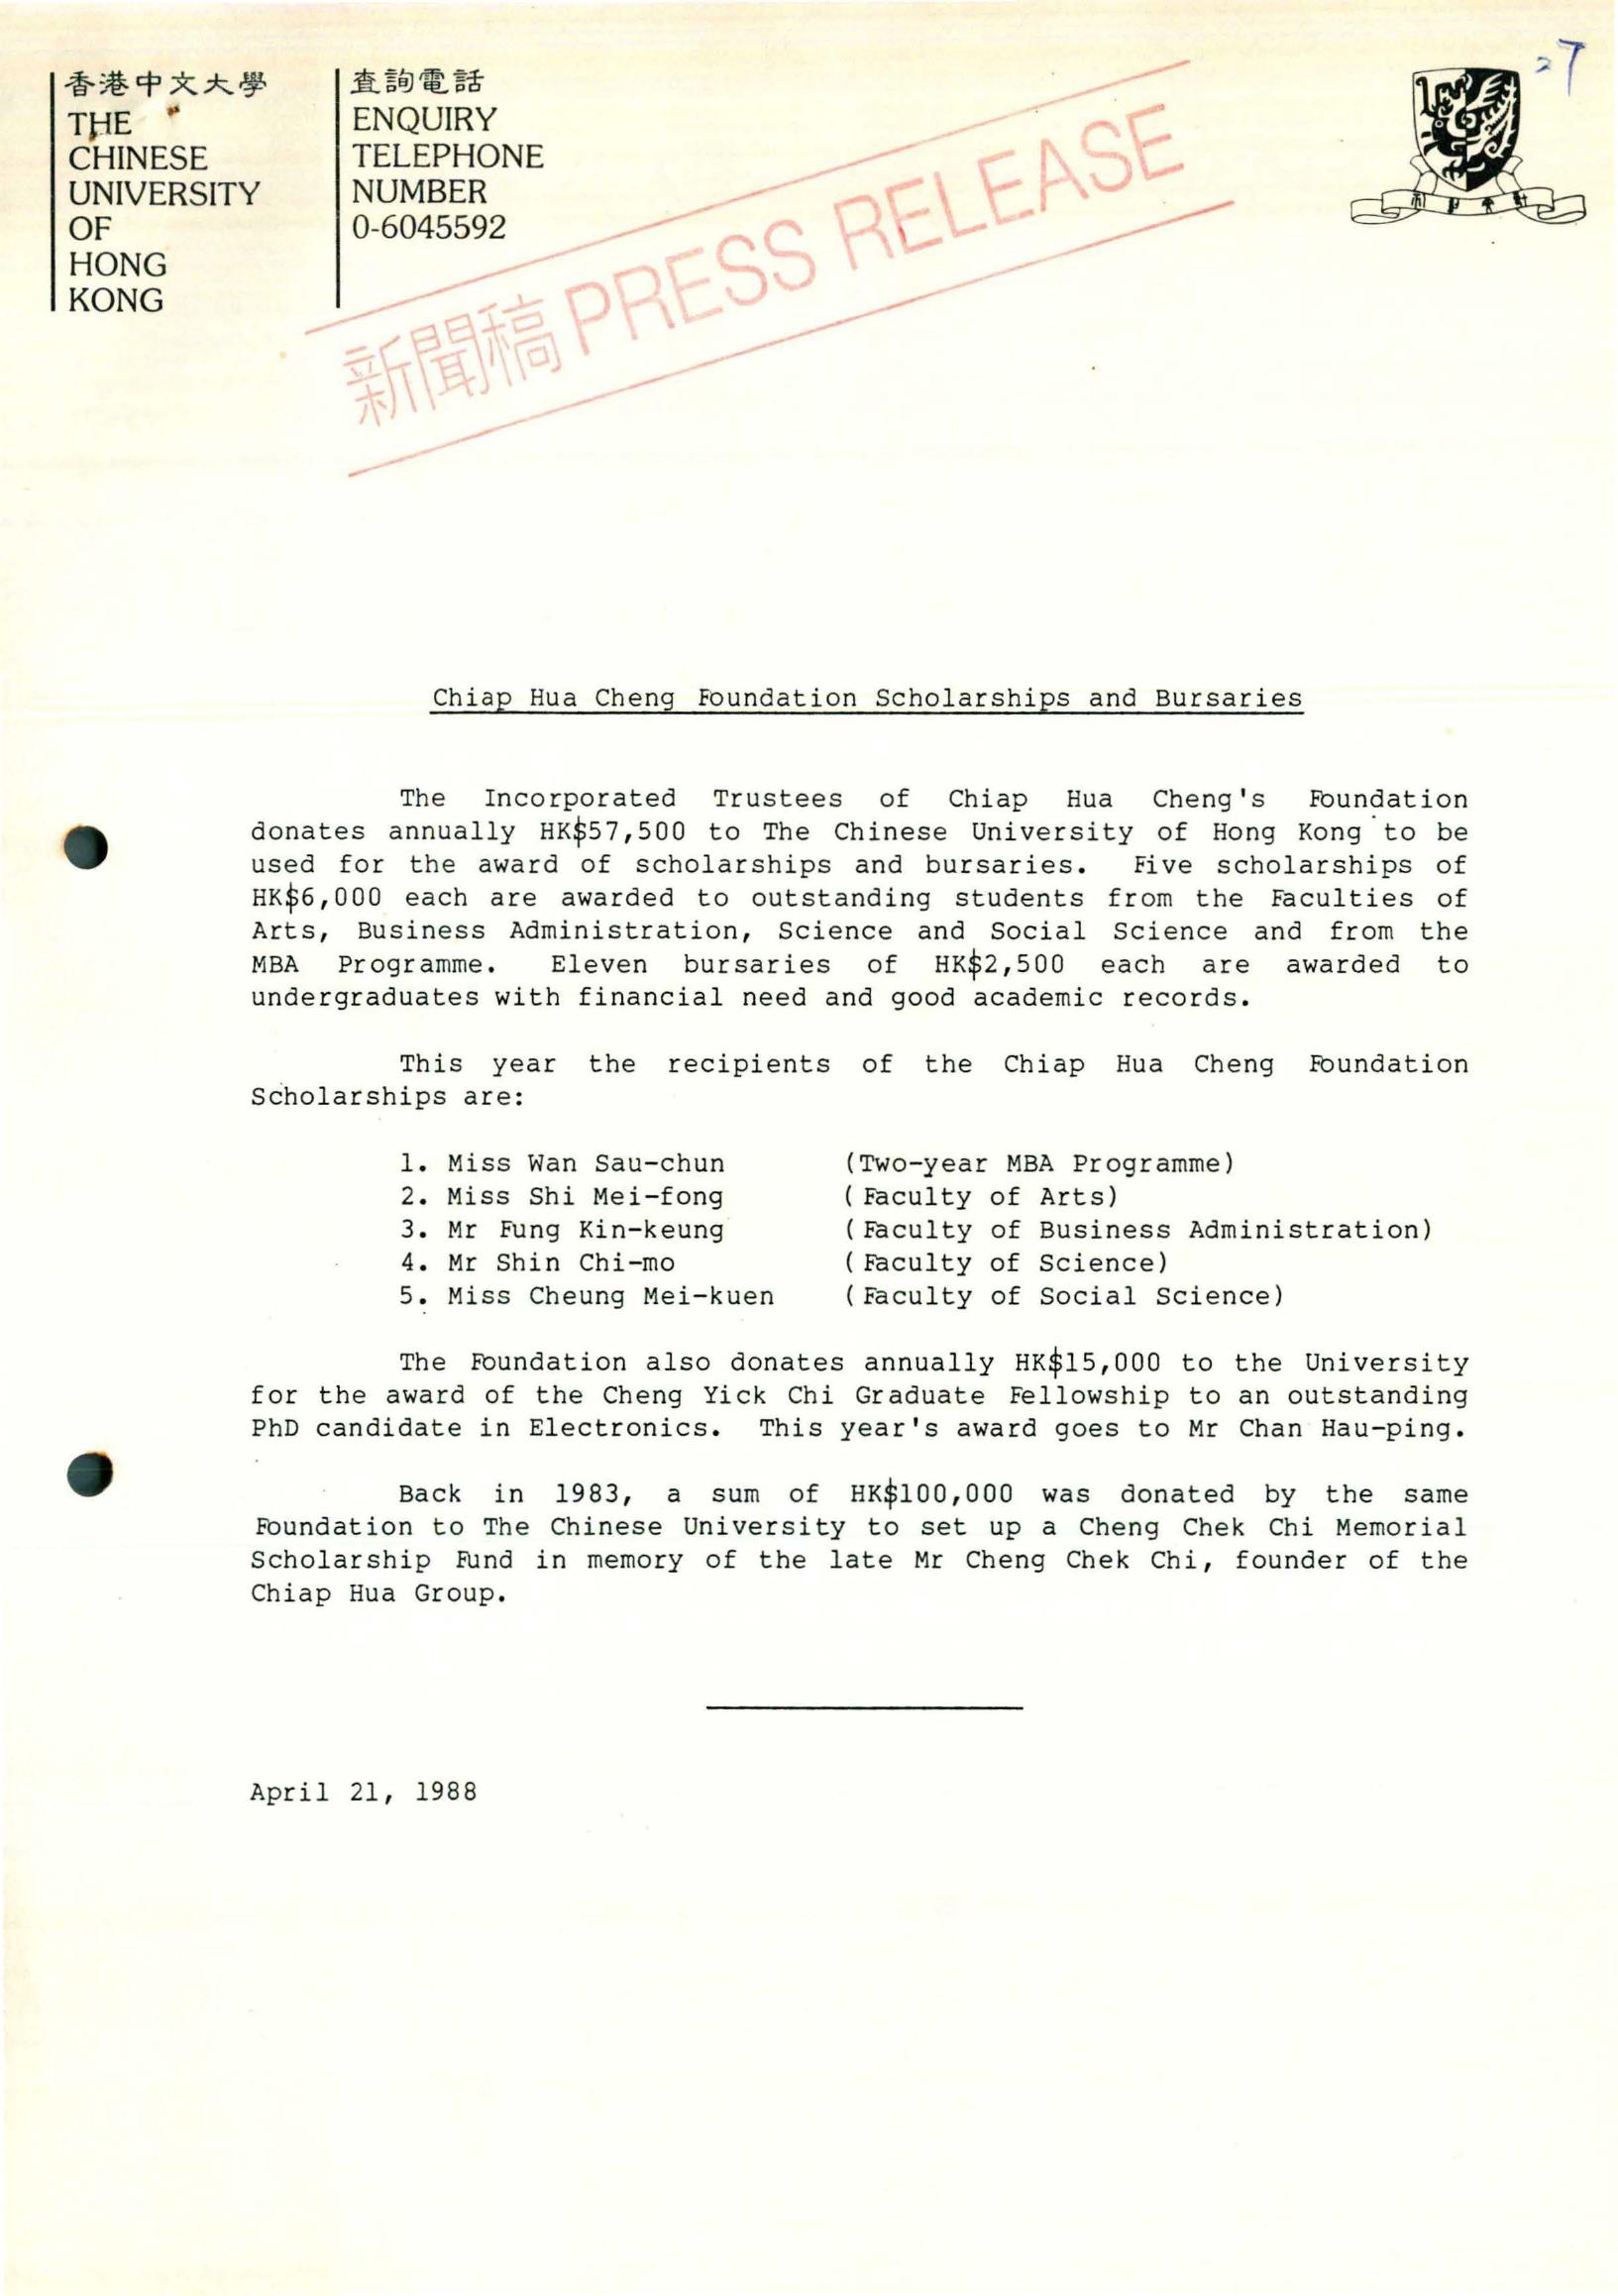 香港中文大學
THE
CHINESE
UNIVERSITY
OF
HONG
KONG
查詢電話
ENQUIRY
TELEPHONE
NUMBER
0-6045592
27
新聞稿 PRESS RELEASE
Chiap Hua Cheng Foundation Scholarships and Bursaries
The Incorporated Trustees of Chiap Hua Cheng's Foundation
donates annually HK$57,500 to The Chinese University of Hong Kong to be
used for the award of scholarships and bursaries. Five scholarships of
HK$6,000 each are awarded to outstanding students from the Faculties of
Arts, Business Administration, Science and Social Science and from the
MBA Programme. Eleven bursaries of HK$2,500 each are awarded to
undergraduates with financial need and good academic records.
This year the recipients of the Chiap Hua Cheng Foundation
Scholarships are:
1. Miss Wan Sau-chun (Two-year MBA Programme)
2. Miss Shi Mei-fong (Faculty of Arts)
3. Mr Fung Kin-keung (Faculty of Business Administration)
4. Mr Shin Chi-mo (Faculty of Science)
5. Miss Cheung Mei-kuen (Faculty of Social Science)
The Foundation also donates annually HK$15,000 to the University
for the award of the Cheng Yick Chi Graduate Fellowship to an outstanding
PhD candidate in Electronics. This year's award goes to Mr Chan Hau-ping.
Back in 1983, a sum of HK$100,000 was donated by the same
Foundation to The Chinese University to set up a Cheng Chek Chi Memorial
Scholarship Fund in memory of the late Mr Cheng Chek Chi, founder of the
Chiap Hua Group.
April 21, 1988